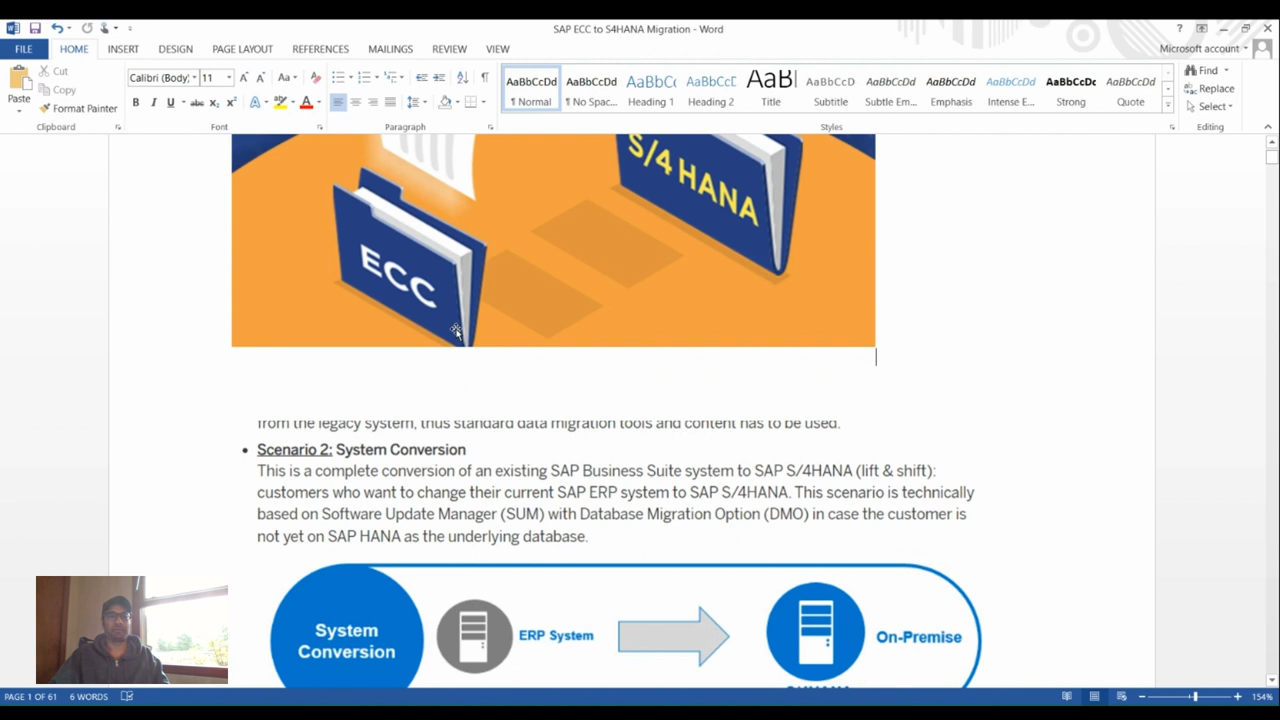 SAP ECC to S4HANA Migration - Word
?
Microsoft account
FILE
HOME
INSERT
DESIGN
PAGE LAYOUT
REFERENCES
MAILINGS
REVIEW
VIEW
Paste
Cut
Copy
Format Painter
Clipboard
Calibri (Body)
11
Font
Paragraph
AaBbCcDd
¶ Normal
AaBbCcDd
¶ No Spac...
AaBbC
Heading 1
AaBbCcD
Heading 2
AaB
Title
AaBbCcD
Subtitle
AaBbCcDd
Subtle Em...
AaBbCcDd
Emphasis
AaBbCcDd
Intense E...
AaBbCcDd
Strong
AaBbCcDd
Quote
Styles
Find
Replace
Select
Editing
S/4 HANA
ECC
from the legacy system, thus standard data migration tools and content has to be used.
• Scenario 2: System Conversion
This is a complete conversion of an existing SAP Business Suite system to SAP S/4HANA (lift & shift):
customers who want to change their current SAP ERP system to SAP S/4HANA. This scenario is technically
based on Software Update Manager (SUM) with Database Migration Option (DMO) in case the customer is
not yet on SAP HANA as the underlying database.
System
Conversion
ERP System
On-Premise
PAGE 1 OF 61
6 WORDS
154%